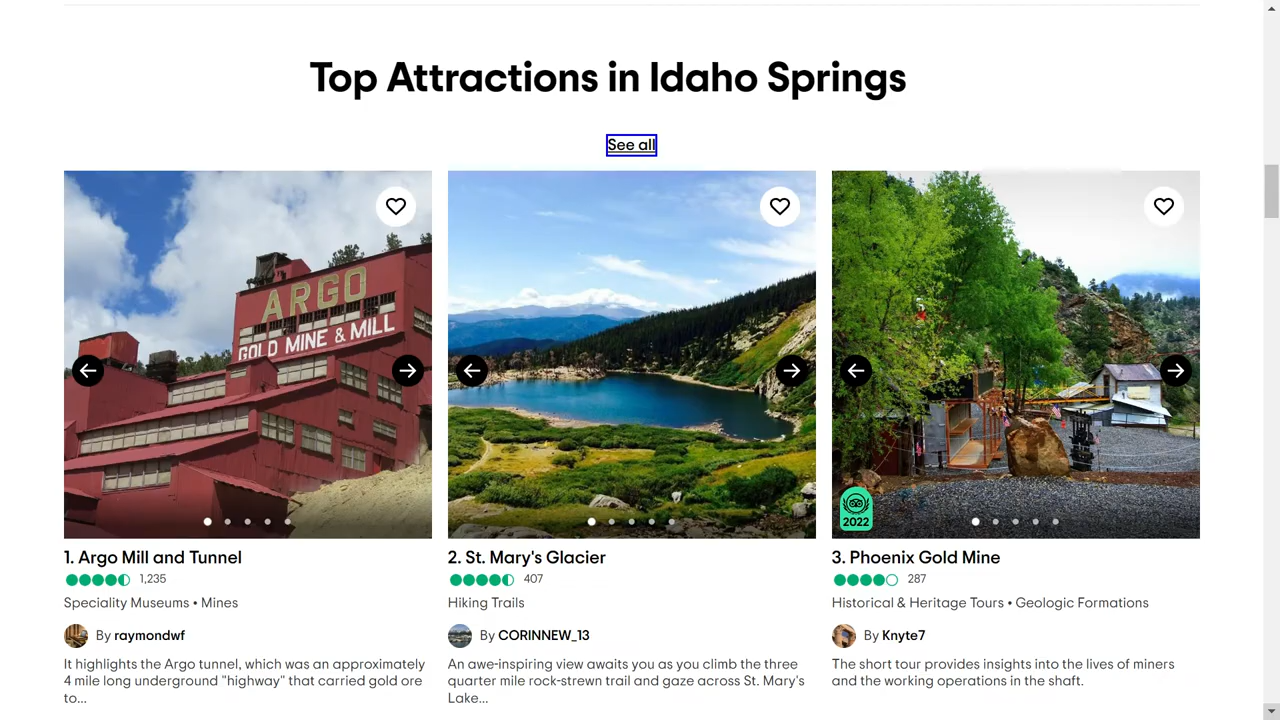 Top Attractions in Idaho Springs
See all
ARGO
GOLD MINE & MILL
2022
1. Argo Mill and Tunnel
1,235
Speciality Museums • Mines
By raymondwf
It highlights the Argo tunnel, which was an approximately
4 mile long underground "highway" that carried gold ore
to...
2. St. Mary's Glacier
407
Hiking Trails
By CORINNEW_13
An awe-inspiring view awaits you as you climb the three
quarter mile rock-strewn trail and gaze across St. Mary's
Lake...
3. Phoenix Gold Mine
287
Historical & Heritage Tours • Geologic Formations
By Knyte7
The short tour provides insights into the lives of miners
and the working operations in the shaft.